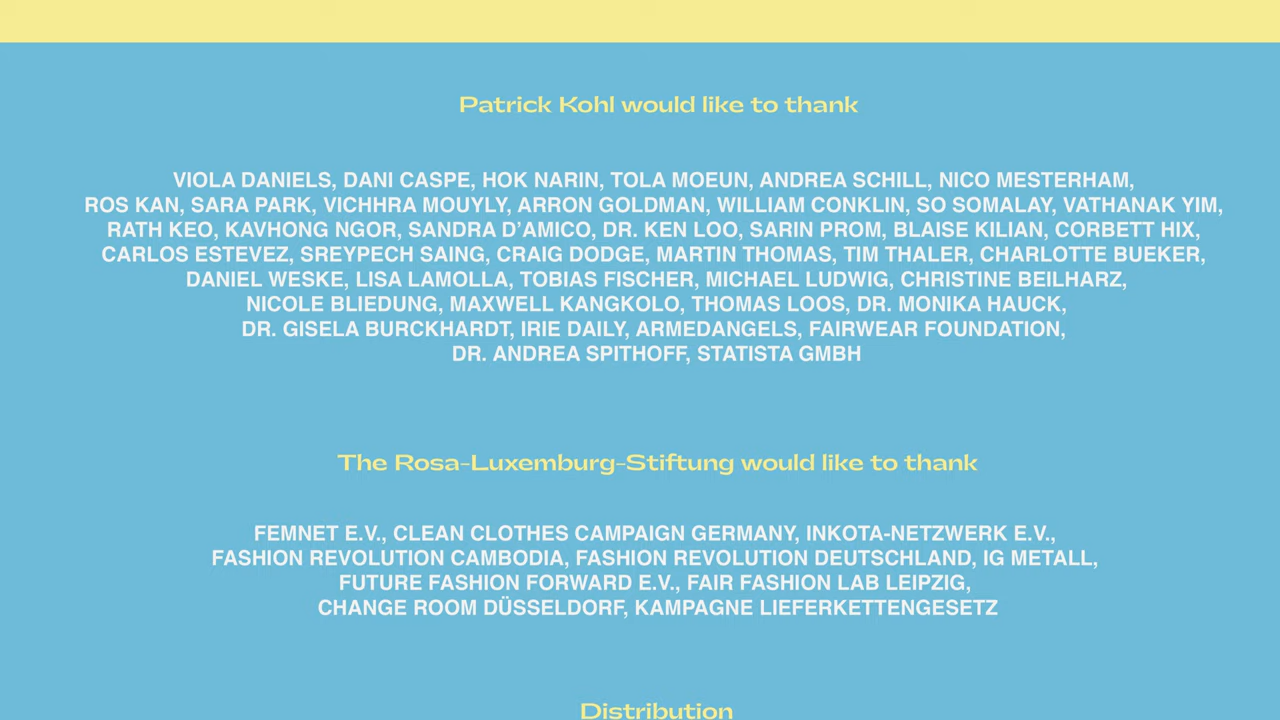 Patrick Kohl would like to thank
VIOLA DANIELS, DANI CASPE, HOK NARIN, TOLA MOEUN, ANDREA SCHILL, NICO MESTERHAM,
ROS KAN, SARA PARK, VICHHRA MOUYLY, ARRON GOLDMAN, WILLIAM CONKLIN, SO SOMALAY, VATHANAK YIM,
RATH KEO, KAVHONG NGOR, SANDRA D’AMICO, DR. KEN LOO, SARIN PROM, BLAISE KILIAN, CORBETT HIX,
CARLOS ESTEVEZ, SREYPECH SAING, CRAIG DODGE, MARTIN THOMAS, TIM THALER, CHARLOTTE BUEKER,
DANIEL WESKE, LISA LAMOLLA, TOBIAS FISCHER, MICHAEL LUDWIG, CHRISTINE BEILHARZ,
NICOLE BLIEDUNG, MAXWELL KANGKOLO, THOMAS LOOS, DR. MONIKA HAUCK,
DR. GISELA BURCKHARDT, IRIE DAILY, ARMEDANGELS, FAIRWEAR FOUNDATION,
DR. ANDREA SPITHOFF, STATISTA GMBH
The Rosa-Luxemburg-Stiftung would like to thank
FEMNET E.V., CLEAN CLOTHES CAMPAIGN GERMANY, INKOTA-NETZWERK E.V.,
FASHION REVOLUTION CAMBODIA, FASHION REVOLUTION DEUTSCHLAND, IG METALL,
FUTURE FASHION FORWARD E.V., FAIR FASHION LAB LEIPZIG,
CHANGE ROOM DÜSSELDORF, KAMPAGNE LIEFERKETTENGESETZ
Distribution